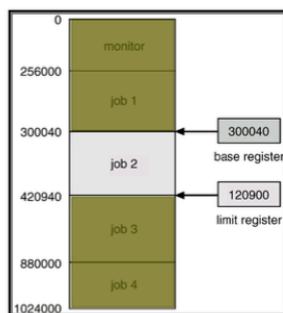 0
monitor
256000
job 1
300040
300040
base register
job 2
420940
120900
limit register
job 3
880000
job 4
1024000